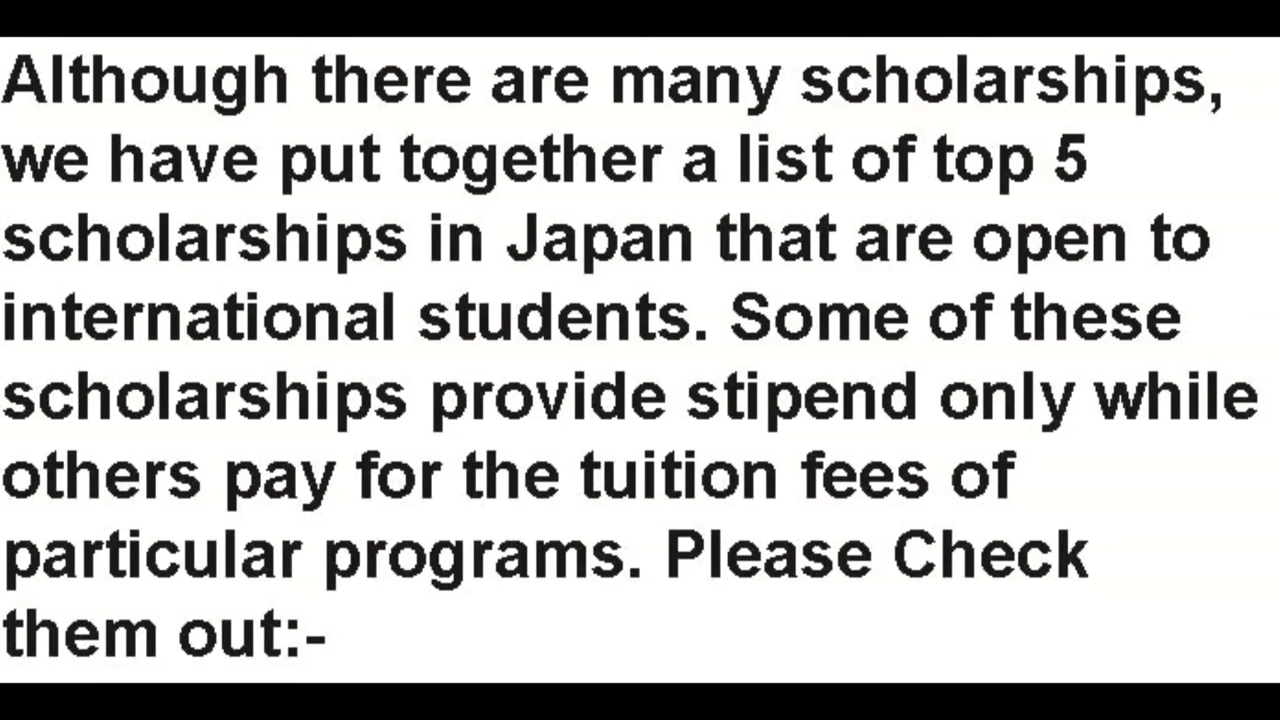 Although there are many scholarships,
we have put together a list of top 5
scholarships in Japan that are open to
international students. Some of these
scholarships provide stipend only while
others pay for the tuition fees of
particular programs. Please Check
them out:-